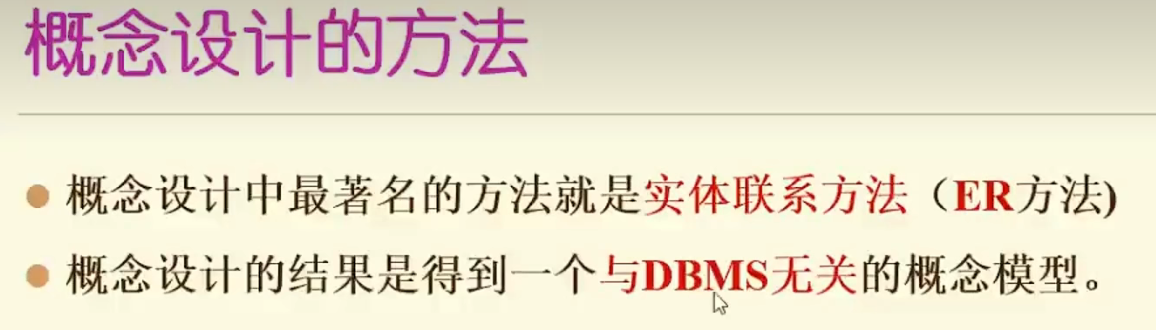 概念设计的方法
概念设计中最著名的方法就是实体联系方法（ER方法)
概念设计的结果是得到一个与DBMS无关的概念模型。